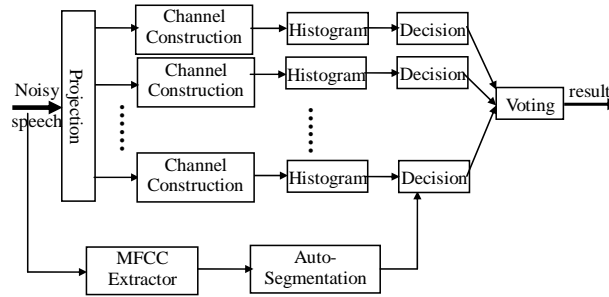 Channel
Construction
Histogram
Decision
Channel
Construction
Histogram
Decision
Projection
Noisy
speech
Voting
result
Channel
Construction
Histogram
Decision
MFCC
Extractor
Auto-
Segmentation